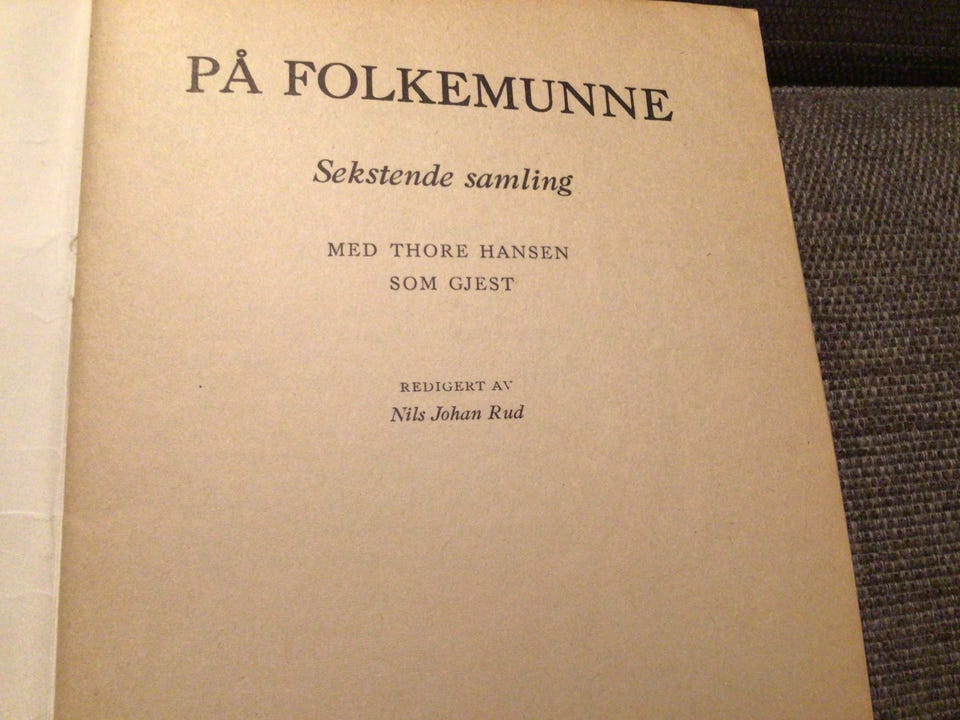 PÅ FOLKEMUNNE
Sekstende samling
MED THORE HANSEN
SOM GJEST
REDIGERT AV
Nils Johan Rud